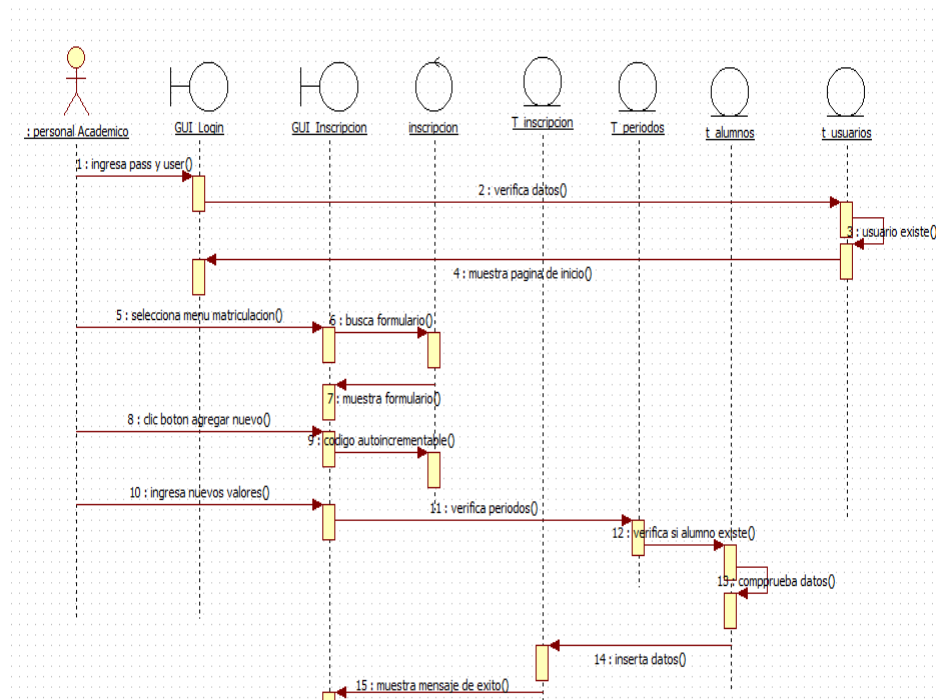 : personal Academico
GUI_Login
GUI_Inscripcion
inscripcion
T_inscripcion
T_periodos
t_alumnos
t_usuarios
1 : ingresa pass y user()
2 : verifica datos()
3 : usuario existe()
4 : muestra pagina de inicio()
5 : selecciona menu matriculacion()
6 : busca formulario()
7 : muestra formulario()
8 : clic boton agregar nuevo()
9 : codigo autoincrementable()
10 : ingresa nuevos valores()
11 : verifica periodos()
12 : verifica si alumno existe()
13 : compprueba datos()
14 : inserta datos()
15 : muestra mensaje de exito()